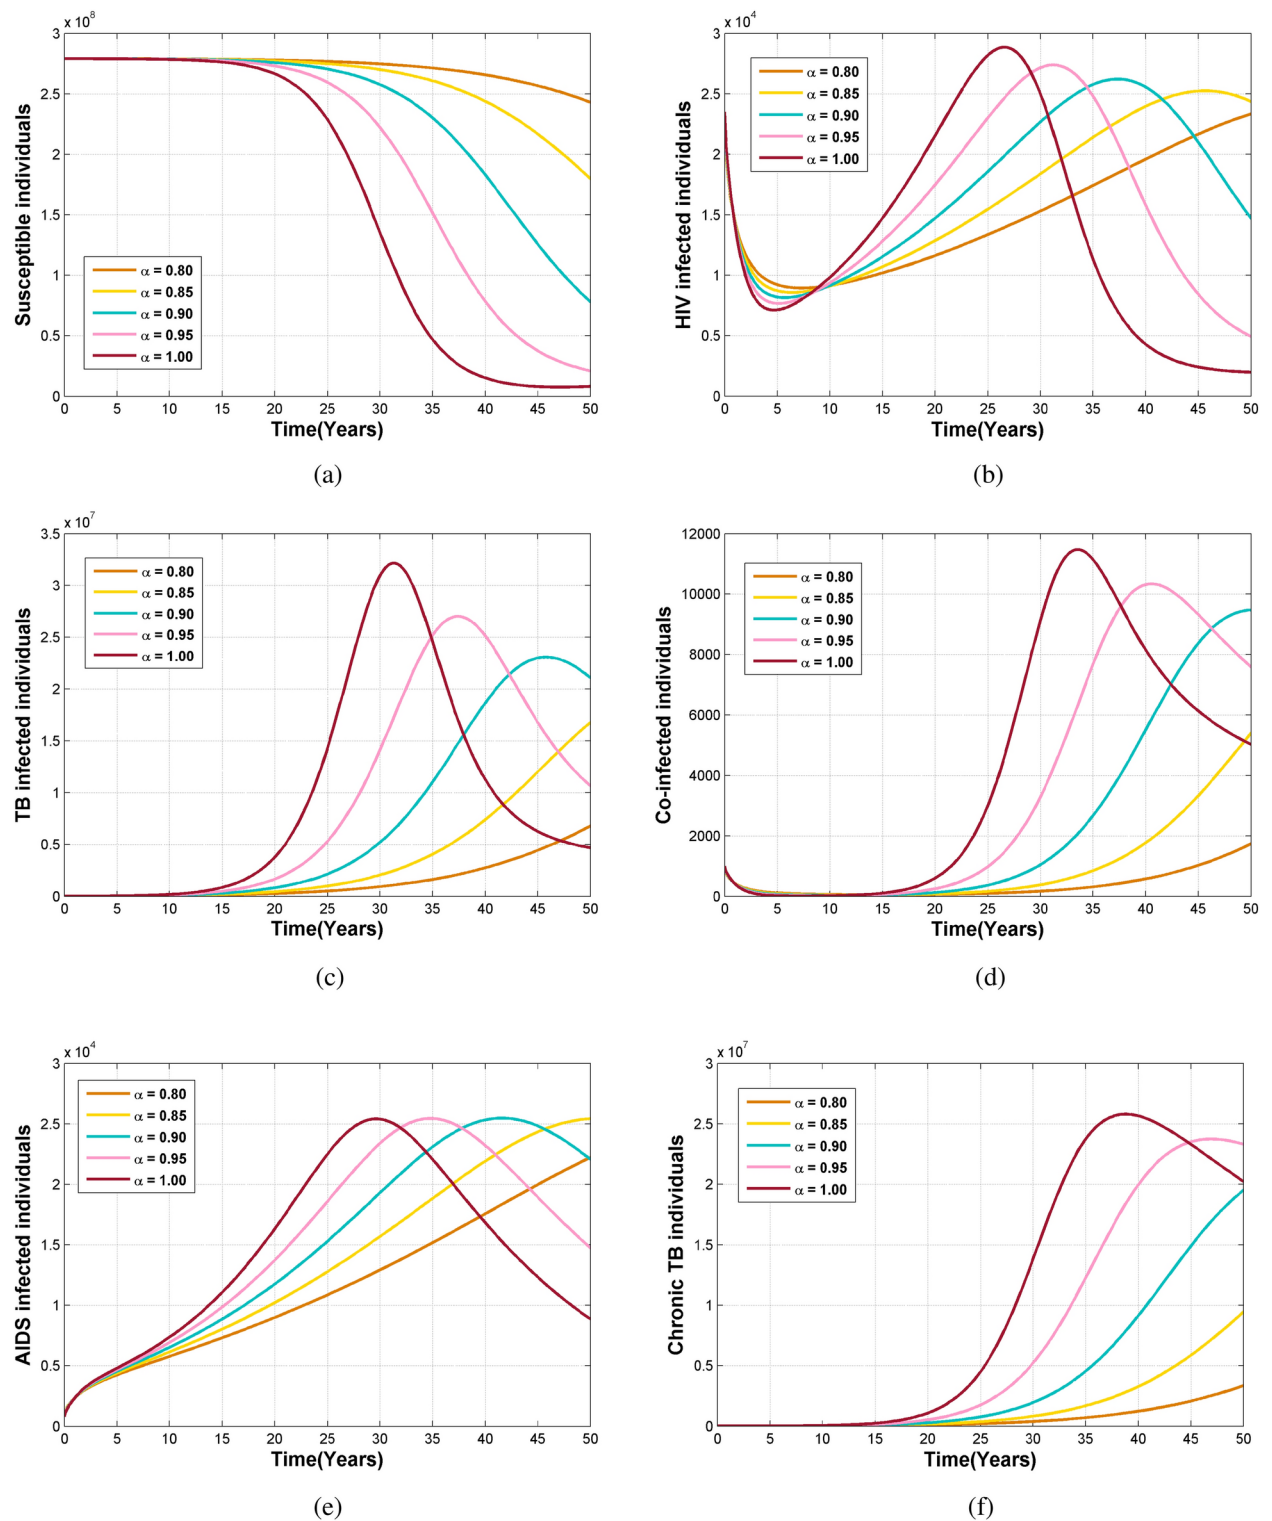 x 10⁸
3
2.5
2
1.5
1
0.5
0
Susceptible individuals
α = 0.80
α = 0.85
α = 0.90
α = 0.95
α = 1.00
0 5 10 15 20 25 30 35 40 45 50
Time(Years)
(a)
x 10⁴
3
2.5
2
1.5
1
0.5
0
HIV infected individuals
α = 0.80
α = 0.85
α = 0.90
α = 0.95
α = 1.00
0 5 10 15 20 25 30 35 40 45 50
Time(Years)
(b)
x 10⁷
3.5
3
2.5
2
1.5
1
0.5
0
TB infected individuals
α = 0.80
α = 0.85
α = 0.90
α = 0.95
α = 1.00
0 5 10 15 20 25 30 35 40 45 50
Time(Years)
(c)
12000
10000
8000
6000
4000
2000
0
Co-infected individuals
α = 0.80
α = 0.85
α = 0.90
α = 0.95
α = 1.00
0 5 10 15 20 25 30 35 40 45 50
Time(Years)
(d)
x 10⁴
3
2.5
2
1.5
1
0.5
0
AIDS infected individuals
α = 0.80
α = 0.85
α = 0.90
α = 0.95
α = 1.00
0 5 10 15 20 25 30 35 40 45 50
Time(Years)
(e)
x 10⁷
3
2.5
2
1.5
1
0.5
0
Chronic TB individuals
α = 0.80
α = 0.85
α = 0.90
α = 0.95
α = 1.00
0 5 10 15 20 25 30 35 40 45 50
Time(Years)
(f)